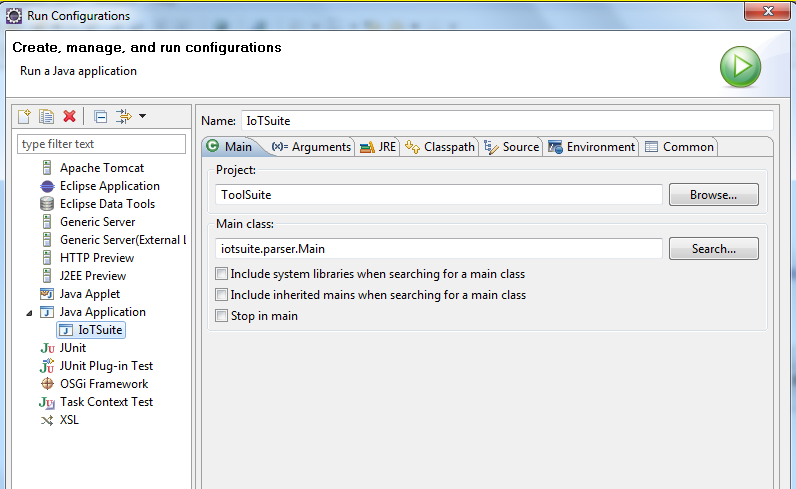 Run Configurations
Create, manage, and run configurations
Run a Java application
type filter text
Apache Tomcat
Eclipse Application
Eclipse Data Tools
Generic Server
Generic Server(External L
HTTP Preview
J2EE Preview
Java Applet
Java Application
IoTSuite
JUnit
JUnit Plug-in Test
OSGi Framework
Task Context Test
XSL
Name: IoTSuite
Main (x)= Arguments JRE Classpath Source Environment Common
Project:
ToolSuite Browse...
Main class:
iotsuite.parser.Main Search...
Include system libraries when searching for a main class
Include inherited mains when searching for a main class
Stop in main